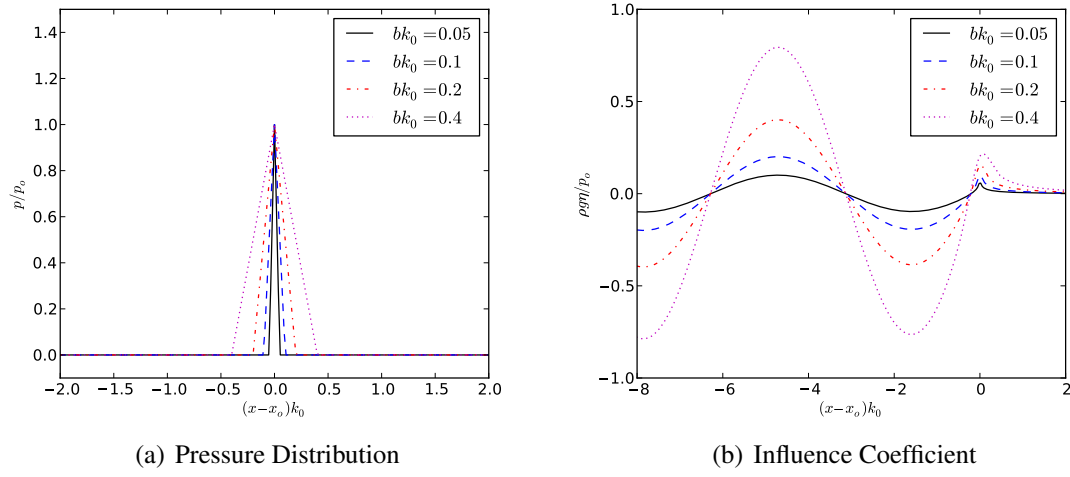 1.4
1.2
1.0
0.8
0.6
0.4
0.2
0.0
p/p_o
bk_0 = 0.05
bk_0 = 0.1
bk_0 = 0.2
bk_0 = 0.4
−2.0 −1.5 −1.0 −0.5 0.0 0.5 1.0 1.5 2.0
(x−x_o)k_0
(a) Pressure Distribution
1.0
0.5
0.0
−0.5
−1.0
ρgη/p_o
bk_0 = 0.05
bk_0 = 0.1
bk_0 = 0.2
bk_0 = 0.4
−8 −6 −4 −2 0 2
(x−x_o)k_0
(b) Influence Coefficient